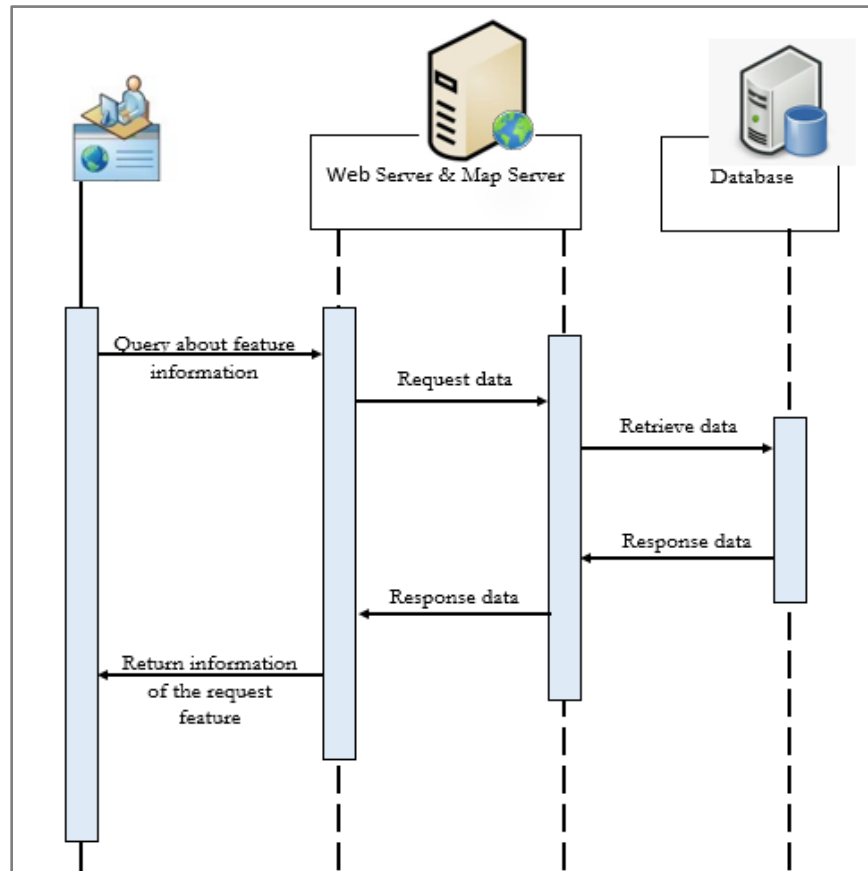 Web Server & Map Server
Database
Query about feature
information
Request data
Retrieve data
Response data
Response data
Return information
of the request
feature